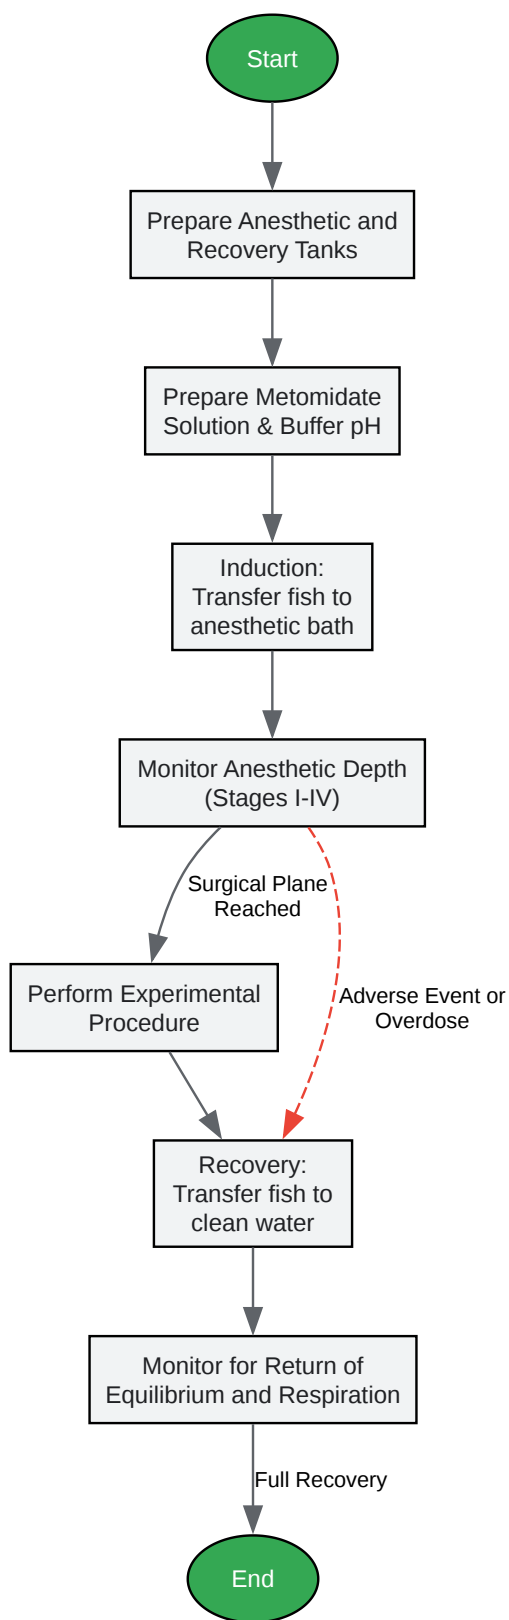 Start
Prepare Anesthetic and
Recovery Tanks
Prepare Metomidate
Solution & Buffer pH
Induction:
Transfer fish to
anesthetic bath
Monitor Anesthetic Depth
(Stages I-IV)
Surgical Plane
Reached
Perform Experimental
Procedure
Adverse Event or
Overdose
Recovery:
Transfer fish to
clean water
Monitor for Return of
Equilibrium and Respiration
Full Recovery
End